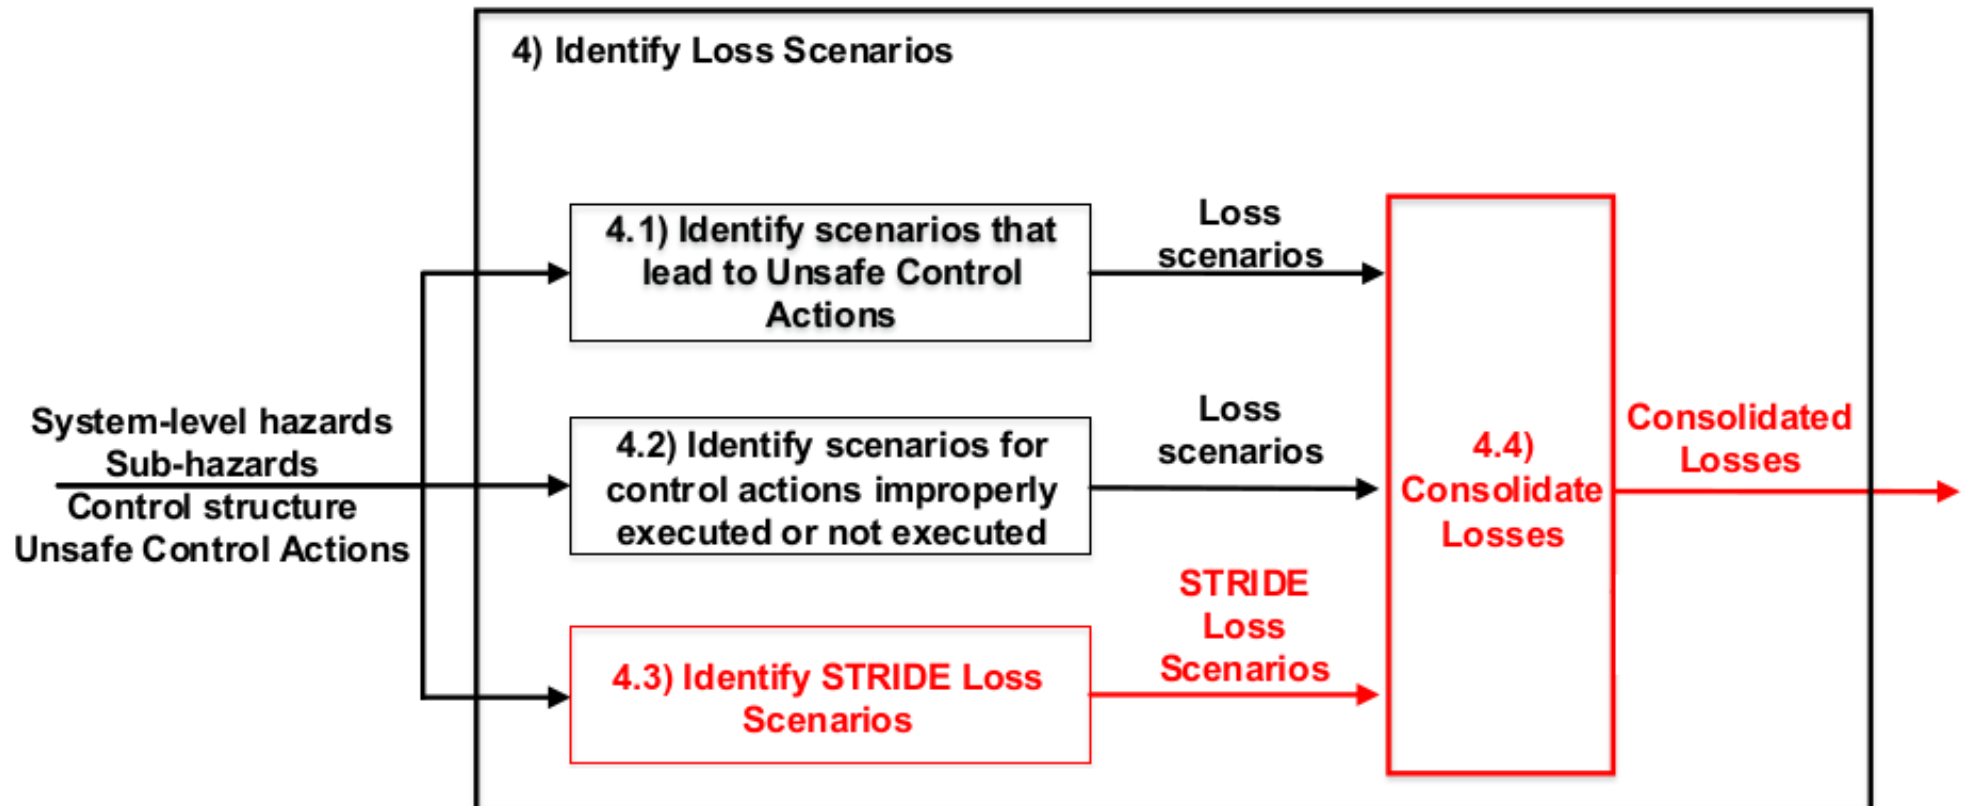 4) Identify Loss Scenarios
System-level hazards
Sub-hazards
Control structure
Unsafe Control Actions
4.1) Identify scenarios that
lead to Unsafe Control
Actions
Loss
scenarios
4.2) Identify scenarios for
control actions improperly
executed or not executed
Loss
scenarios
4.3) Identify STRIDE Loss
Scenarios
STRIDE
Loss
Scenarios
4.4)
Consolidate
Losses
Consolidated
Losses